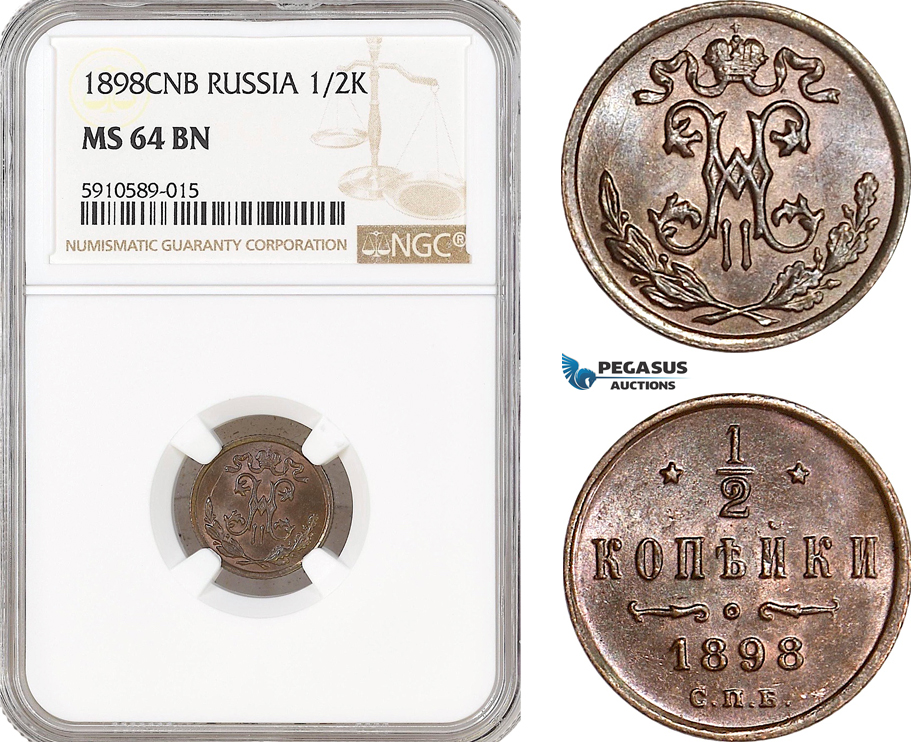 1898CNB RUSSIA 1/2K
MS 64 BN
5910589-015
NUMISMATIC GUARANTY CORPORATION
NGC®
PEGASUS
AUCTIONS
II
1/2
КОПѢЙКИ
1898
С.П.Б.